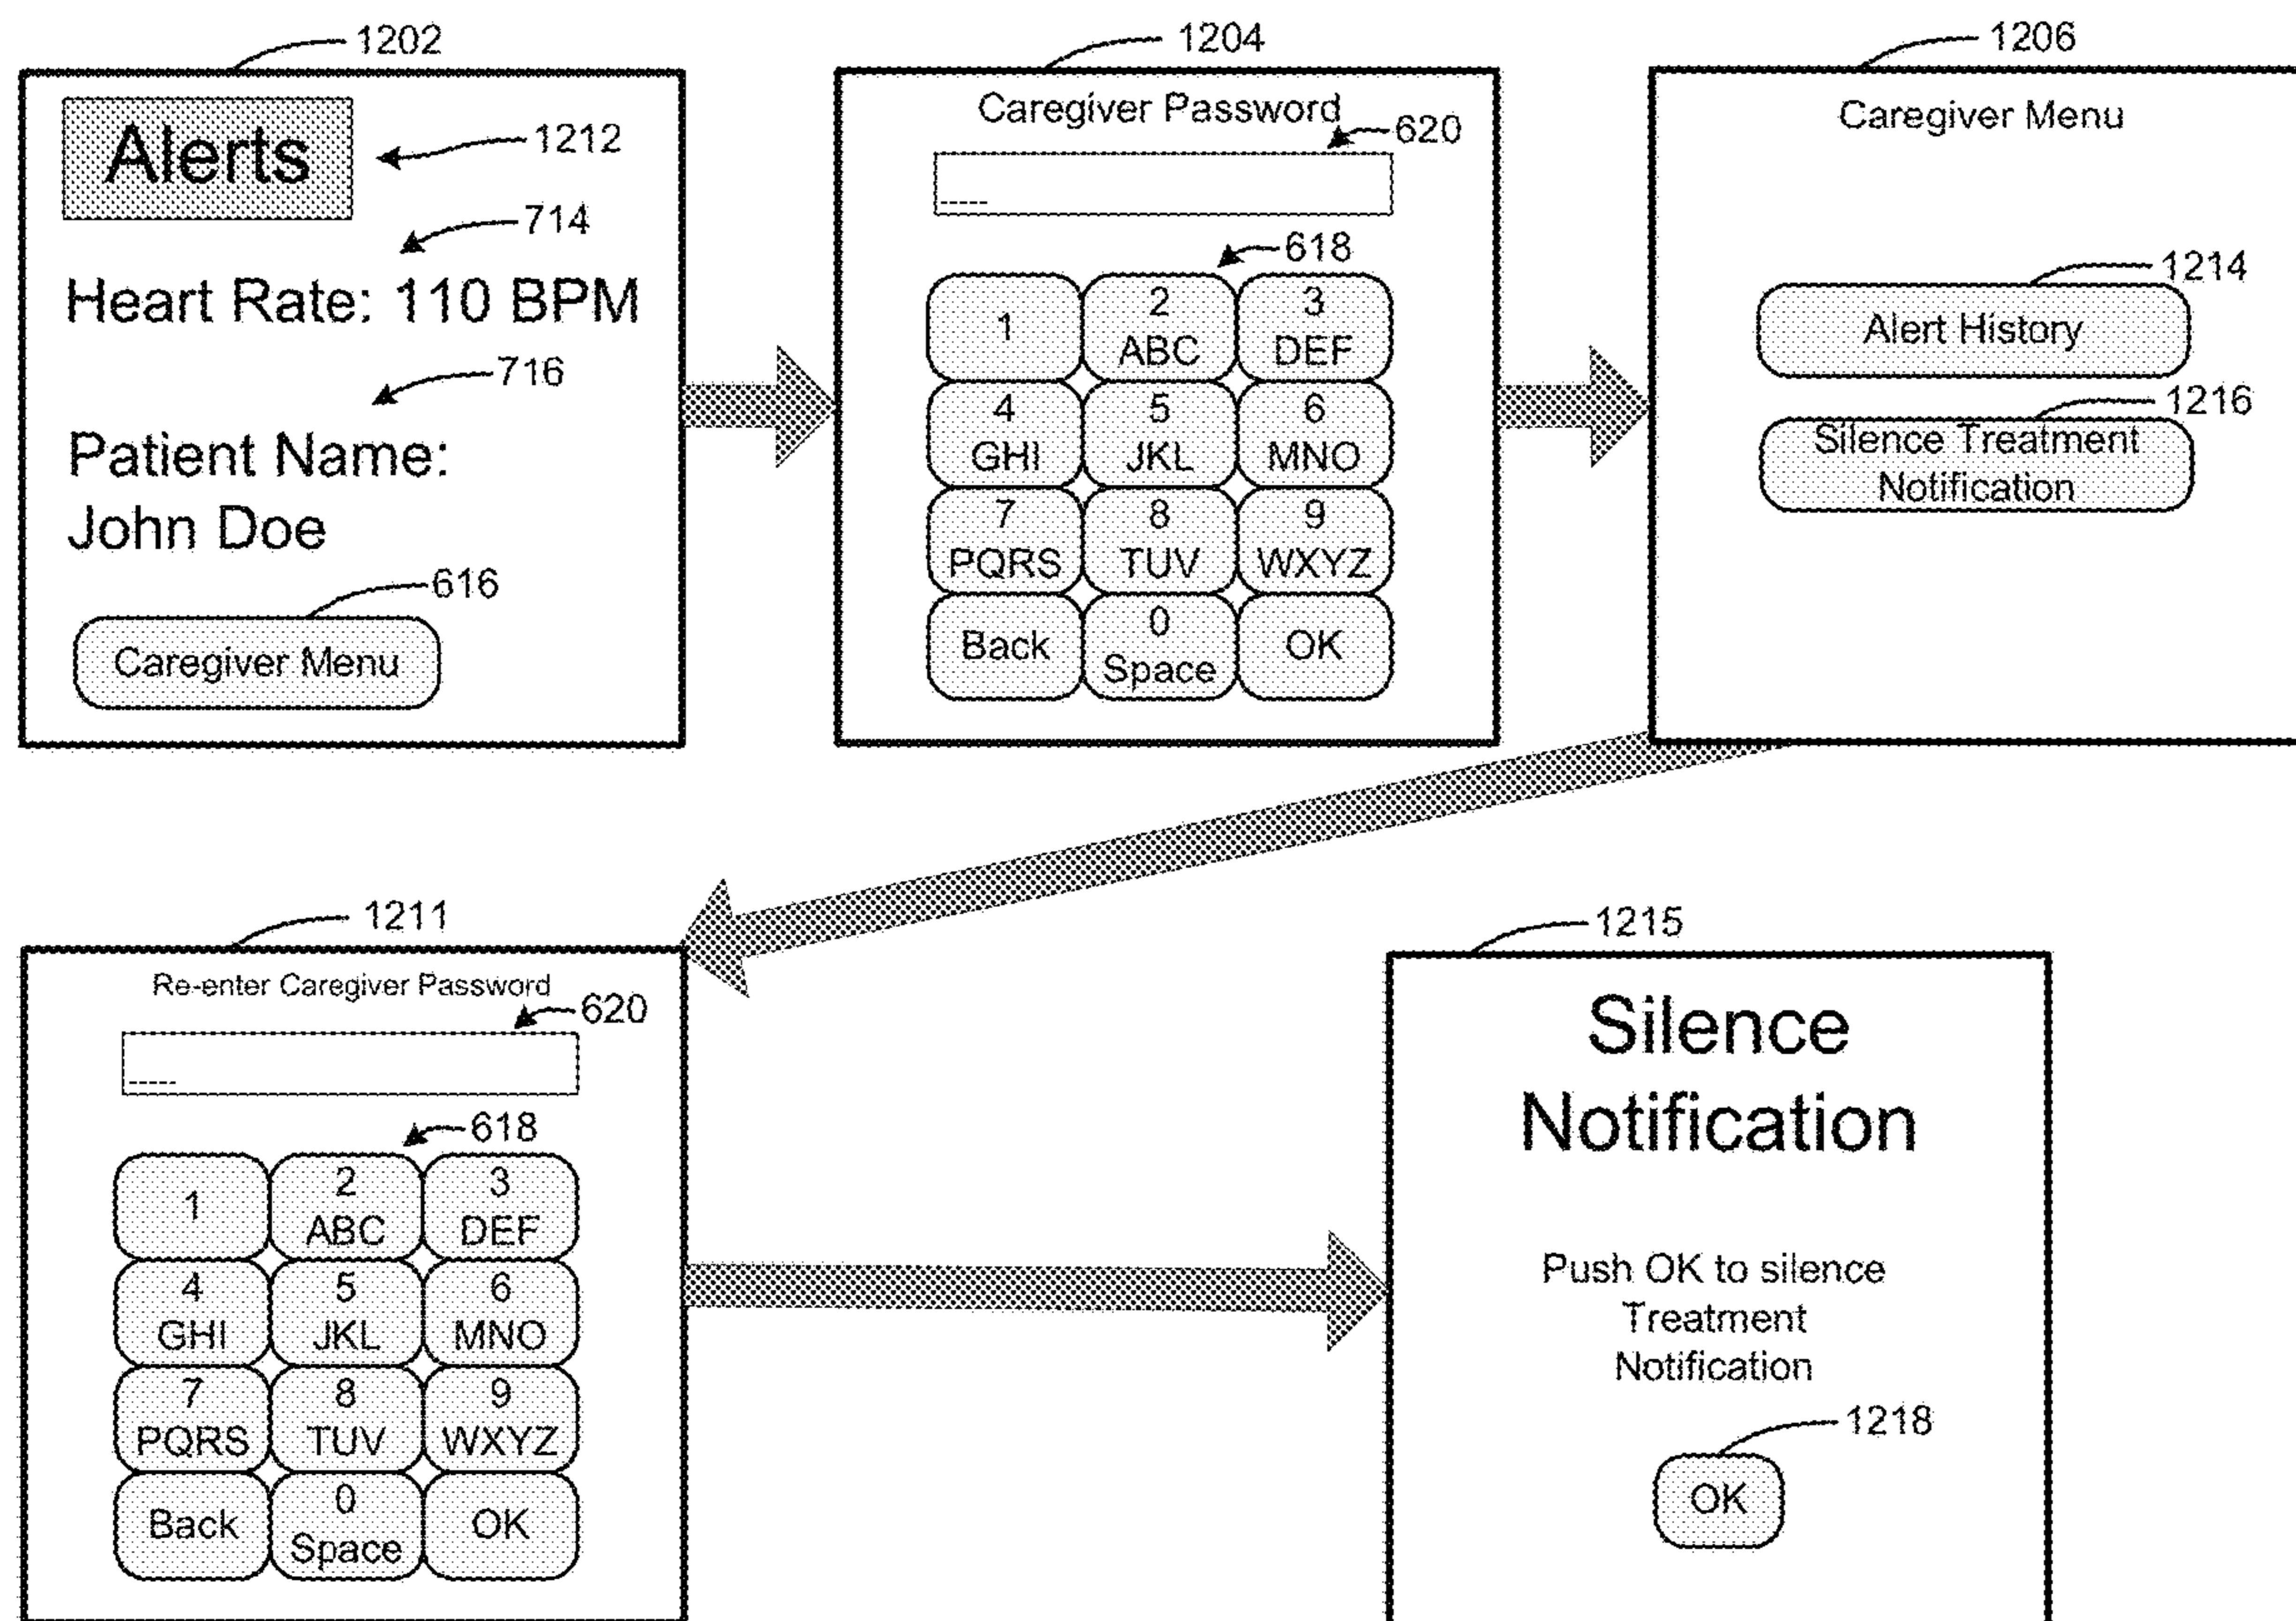 1202
Alerts
1212
714
Heart Rate: 110 BPM
716
Patient Name:
John Doe
616
Caregiver Menu
1204
Caregiver Password
620
-----
618
1
2
ABC
3
DEF
4
GHI
5
JKL
6
MNO
7
PQRS
8
TUV
9
WXYZ
Back
0
Space
OK
1206
Caregiver Menu
1214
Alert History
1216
Silence Treatment
Notification
1211
Re-enter Caregiver Password
620
-----
618
1
2
ABC
3
DEF
4
GHI
5
JKL
6
MNO
7
PQRS
8
TUV
9
WXYZ
Back
0
Space
OK
1215
Silence
Notification
Push OK to silence
Treatment
Notification
1218
OK